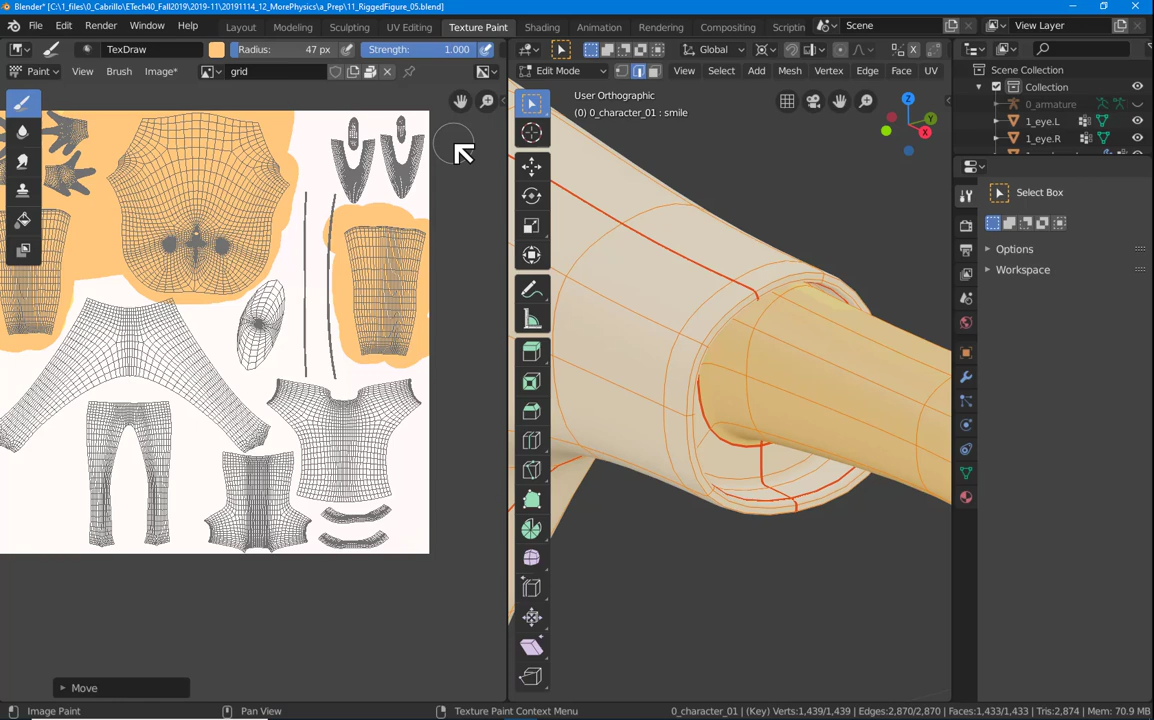 Blender* [C:\1_files\0_Cabrillo\ETech40_Fall2019\2019-11\20191114_12_MorePhysics\a_Prep\11_RiggedFigure_05.blend]
File Edit Render Window Help Layout Modeling Sculpting UV Editing Texture Paint Shading Animation Rendering Compositing Scriptin Scene View Layer
TexDraw Radius: 47 px Strength: 1.000 Global X
Paint View Brush Image* grid Edit Mode View Select Add Mesh Vertex Edge Face UV
Scene Collection
Collection
0_armature
1_eye.L
1_eye.R
User Orthographic
(0) 0_character_01 : smile
Z
Y
X
Select Box
Options
Workspace
Move
Image Paint Pan View Texture Paint Context Menu 0_character_01 | (Key) Verts:1,439/1,439 | Edges:2,870/2,870 | Faces:1,433/1,433 | Tris:2,874 | Mem: 70.9 MB